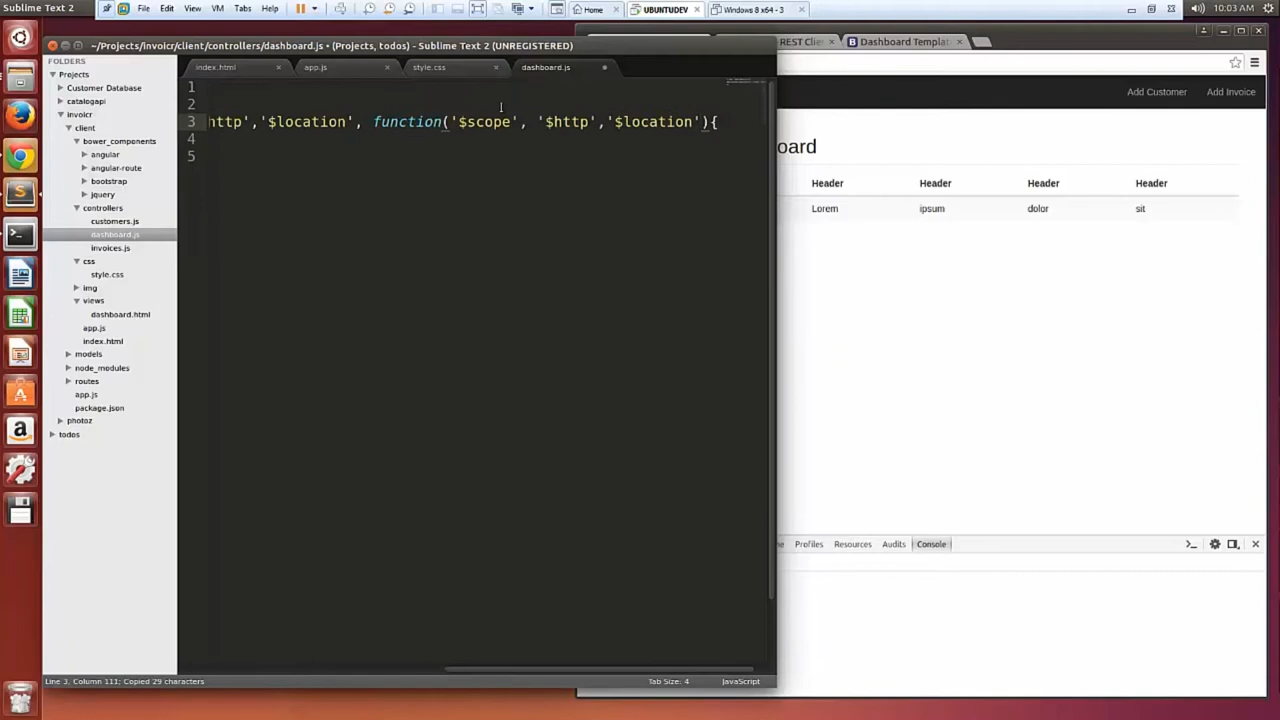 Sublime Text 2 File Edit View VM Tabs Help Home UBUNTUDEV Windows 8 x64 - 3 10:03 AM
~/Projects/invoicr/client/controllers/dashboard.js • (Projects, todos) - Sublime Text 2 (UNREGISTERED)
REST Clie Dashboard Templat
FOLDERS
index.html app.js style.css dashboard.js
Projects
Customer Database
catalogapi
invoicr
client
bower_components
angular
angular-route
bootstrap
jquery
controllers
customers.js
dashboard.js
invoices.js
css
style.css
img
views
dashboard.html
app.js
index.html
models
node_modules
routes
app.js
package.json
photoz
todos
1
2
3 http','$location', function('$scope', '$http','$location'){
4
5
Add Customer Add Invoice
oard
Header Header Header Header
Lorem ipsum dolor sit
Profiles Resources Audits Console
Line 3, Column 111; Copied 29 characters Tab Size: 4 JavaScript